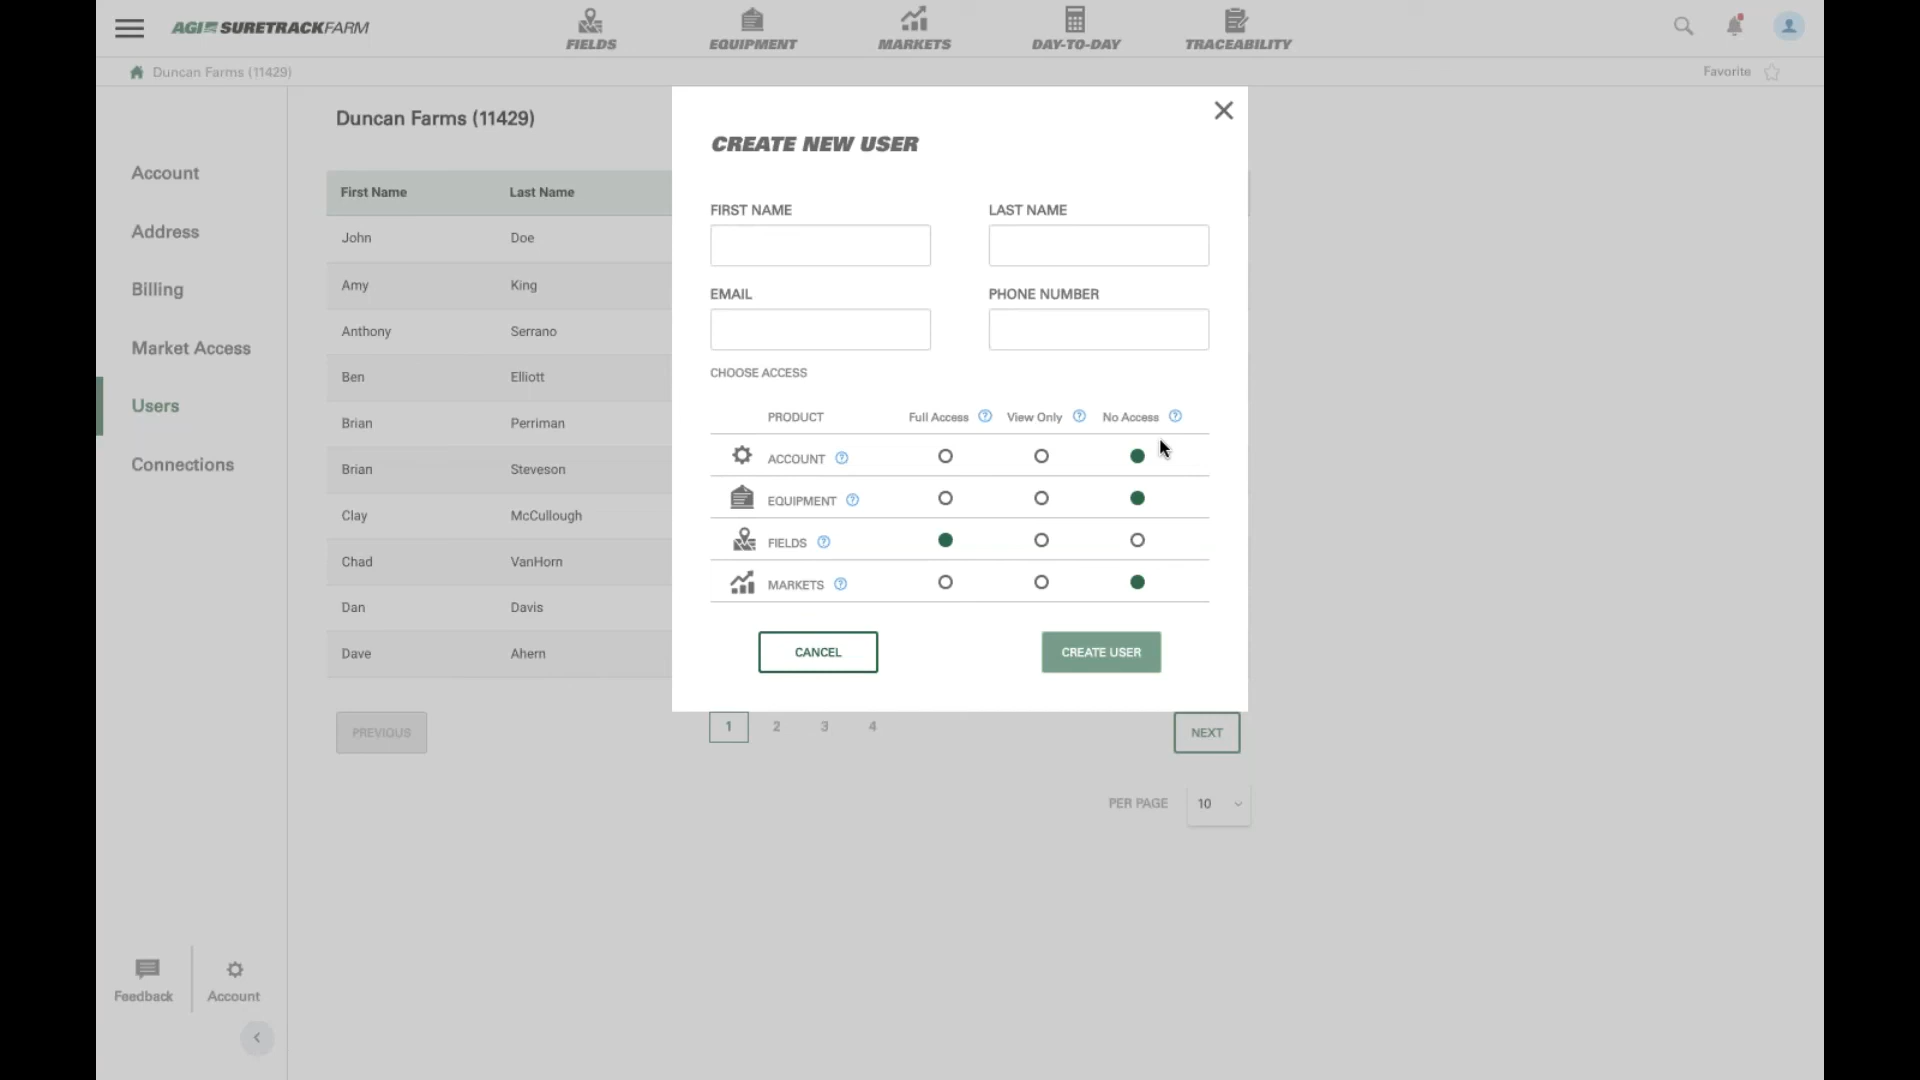 AGI SURETRACKFARM
FIELDS
EQUIPMENT
MARKETS
DAY-TO-DAY
TRACEABILITY
Duncan Farms (11429)
Favorite
Account
Address
Billing
Market Access
Users
Connections
Duncan Farms (11429)
First Name Last Name
John Doe
Amy King
Anthony Serrano
Ben Elliott
Brian Perriman
Brian Steveson
Clay McCullough
Chad VanHorn
Dan Davis
Dave Ahern
CREATE NEW USER
FIRST NAME LAST NAME
EMAIL PHONE NUMBER
CHOOSE ACCESS
PRODUCT Full Access ? View Only ? No Access ?
ACCOUNT ?
EQUIPMENT ?
FIELDS ?
MARKETS ?
CANCEL CREATE USER
PREVIOUS 1 2 3 4 NEXT
PER PAGE 10
Feedback Account